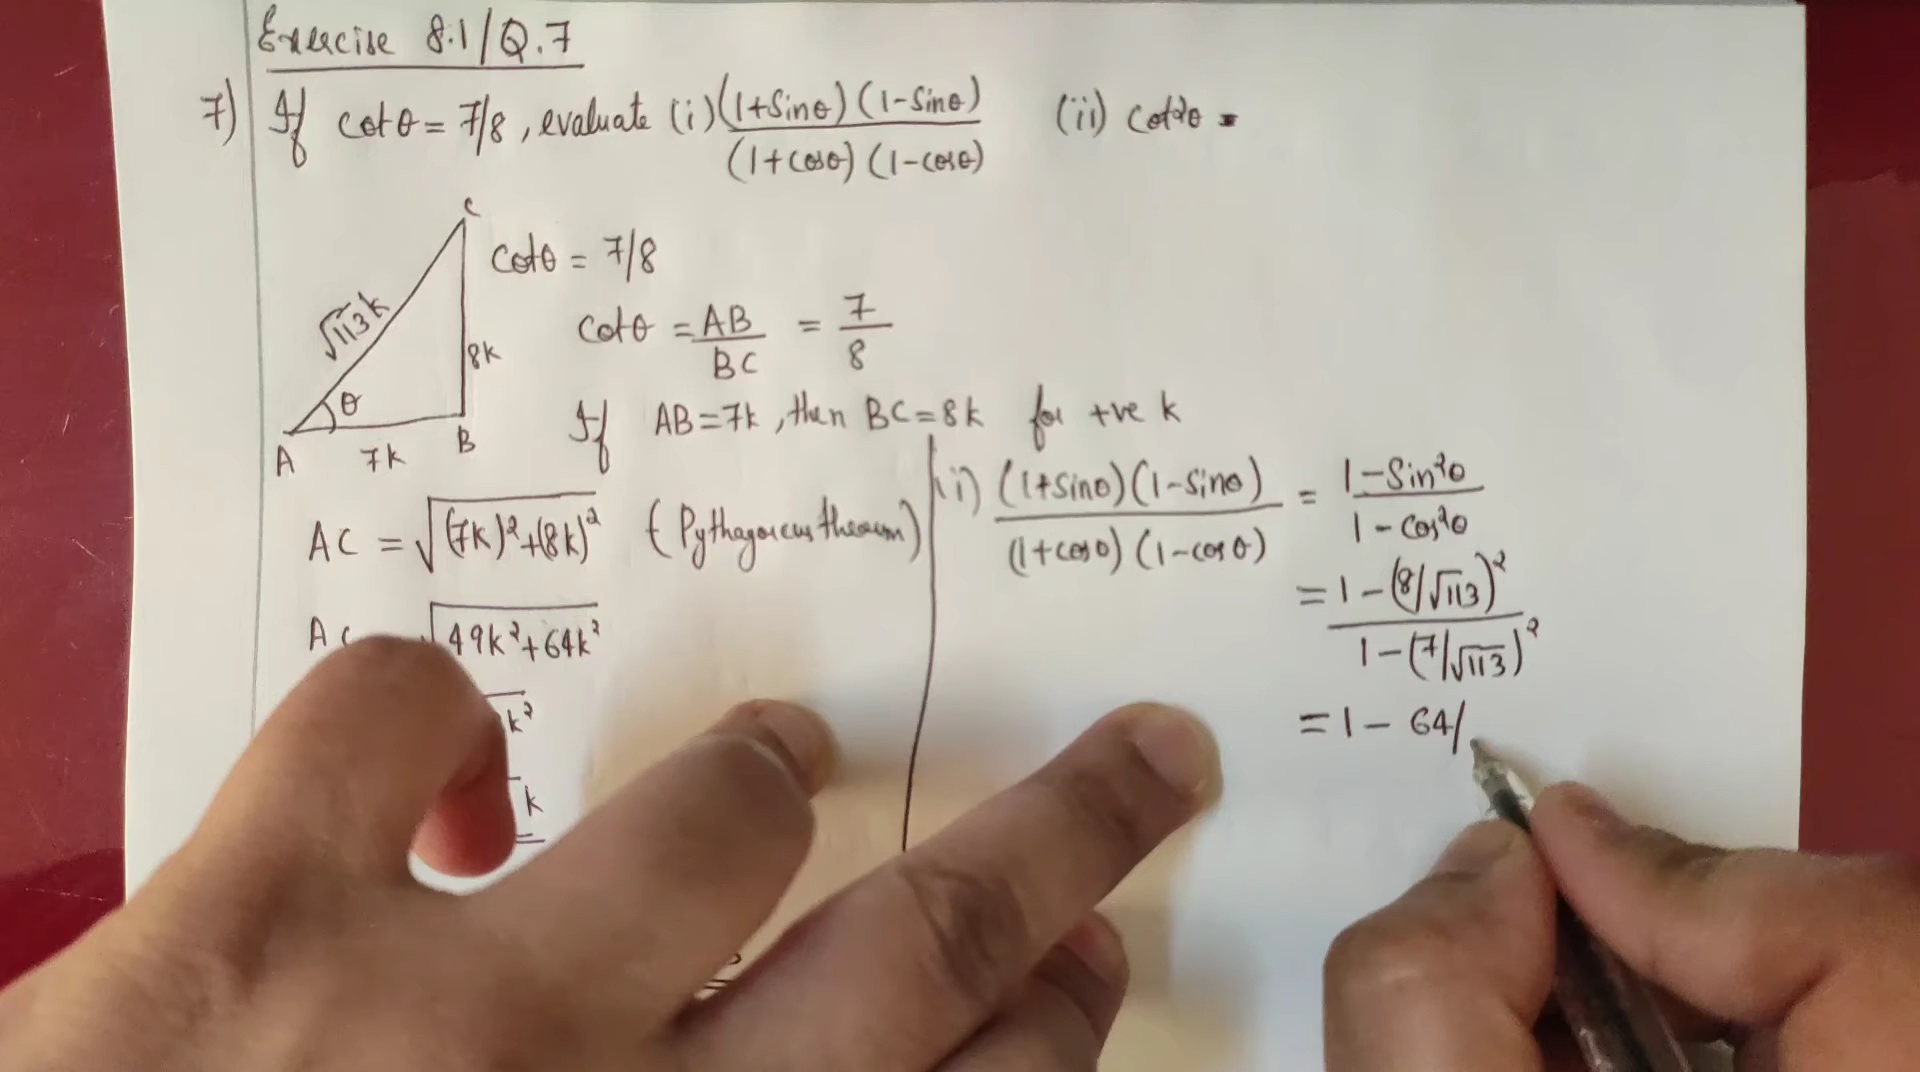 Exercise 8.1/Q.7
7) If cotθ = 7/8, evaluate (i) (1+Sinθ)(1-Sinθ) (ii) cot²θ =
(1+cosθ)(1-cosθ)
C
cotθ = 7/8
√113k
cotθ = AB = 7
BC 8
8k
θ
A 7k B
If AB=7k, then BC=8k for +ve k
AC = √(7k)²+(8k)²
AC √49k²+64k²
k²
k
(i) (1+Sinθ)(1-Sinθ) = 1-Sin²θ
(1+cosθ)(1-cosθ) 1-Cos²θ
= 1-(8/√113)²
1-(7/√113)²
= 1 - 64/